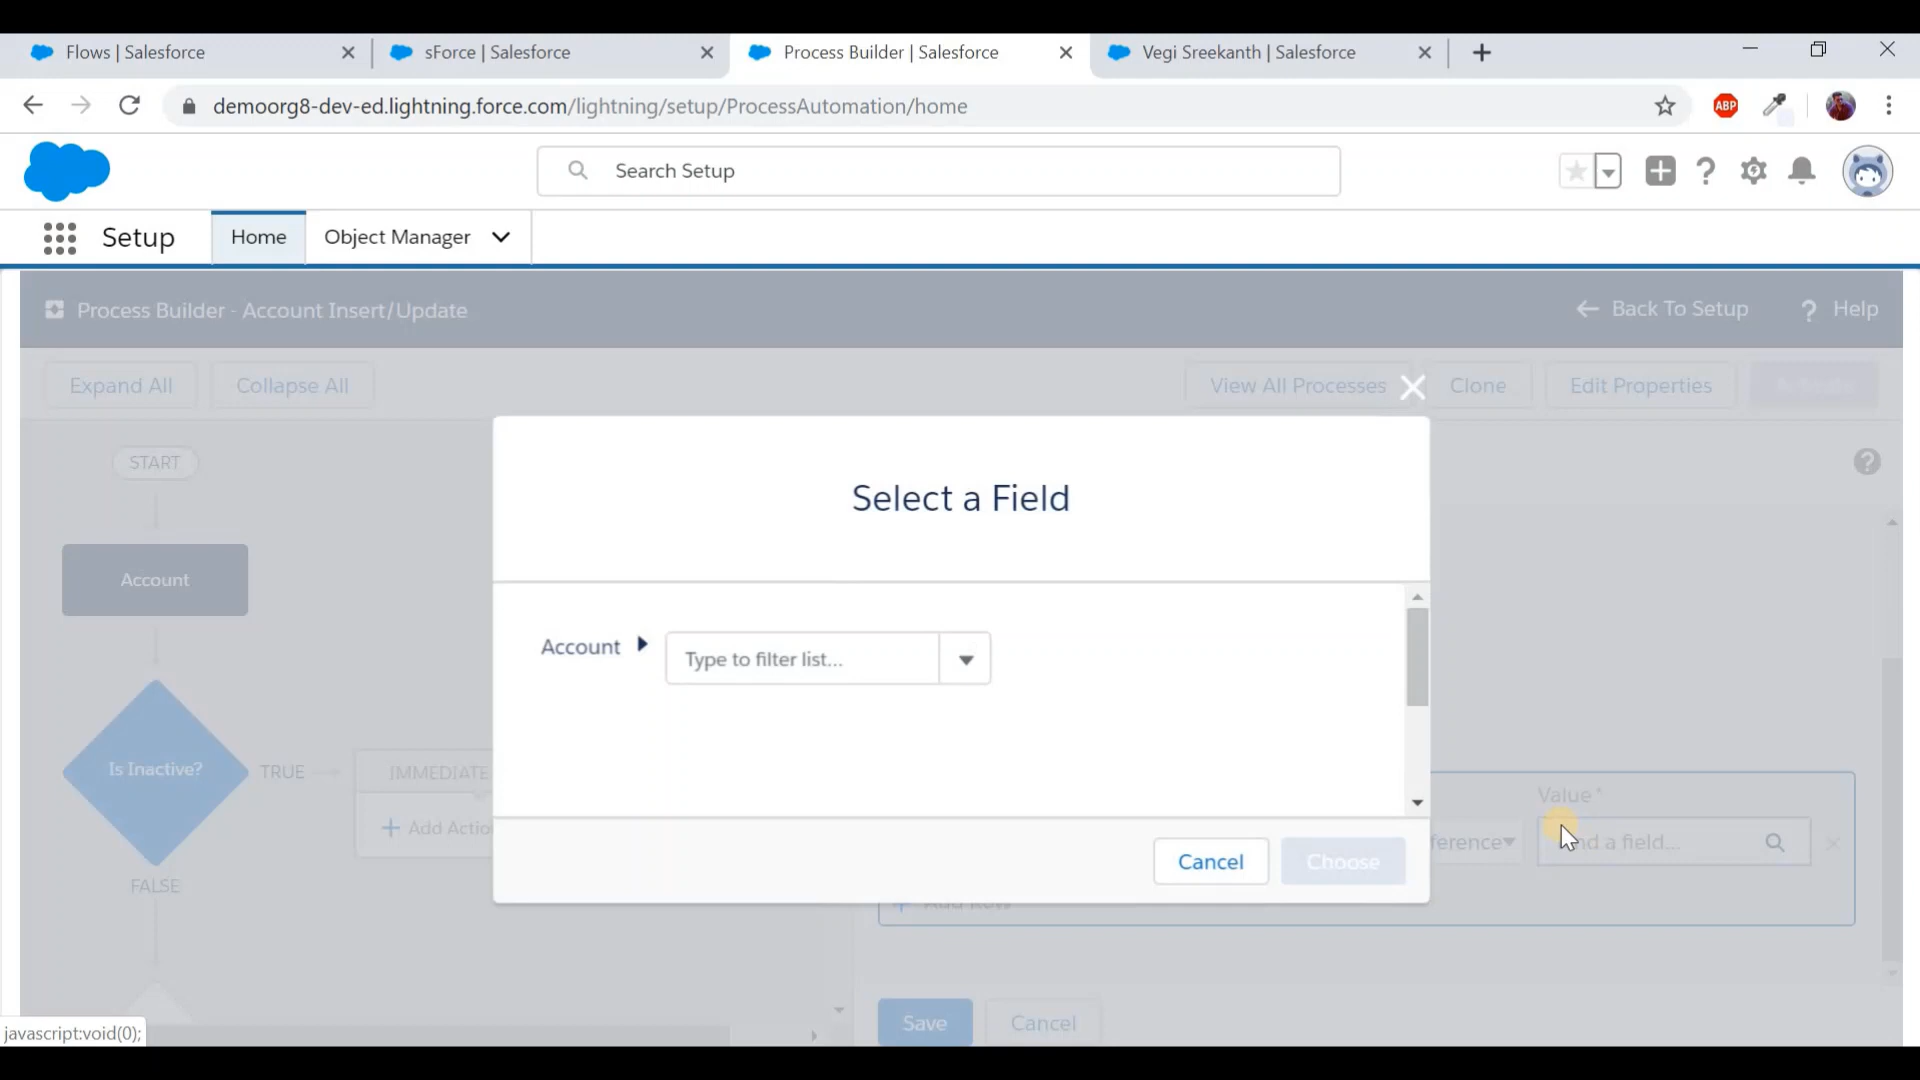 Flows | Salesforce
sForce | Salesforce
Process Builder | Salesforce
Vegi Sreekanth | Salesforce
demoorg8-dev-ed.lightning.force.com/lightning/setup/ProcessAutomation/home
ABP
Search Setup
Setup
Home
Object Manager
Process Builder - Account Insert/Update
Back To Setup
? Help
Expand All
Collapse All
View All Processes
Clone
Edit Properties
START
Account
Is Inactive?
TRUE
IMMEDIATE
+ Add Actio
FALSE
Select a Field
Account
Type to filter list...
Cancel
Choose
Value *
ference
d a field...
+ Add Row
Save
Cancel
javascript:void(0);